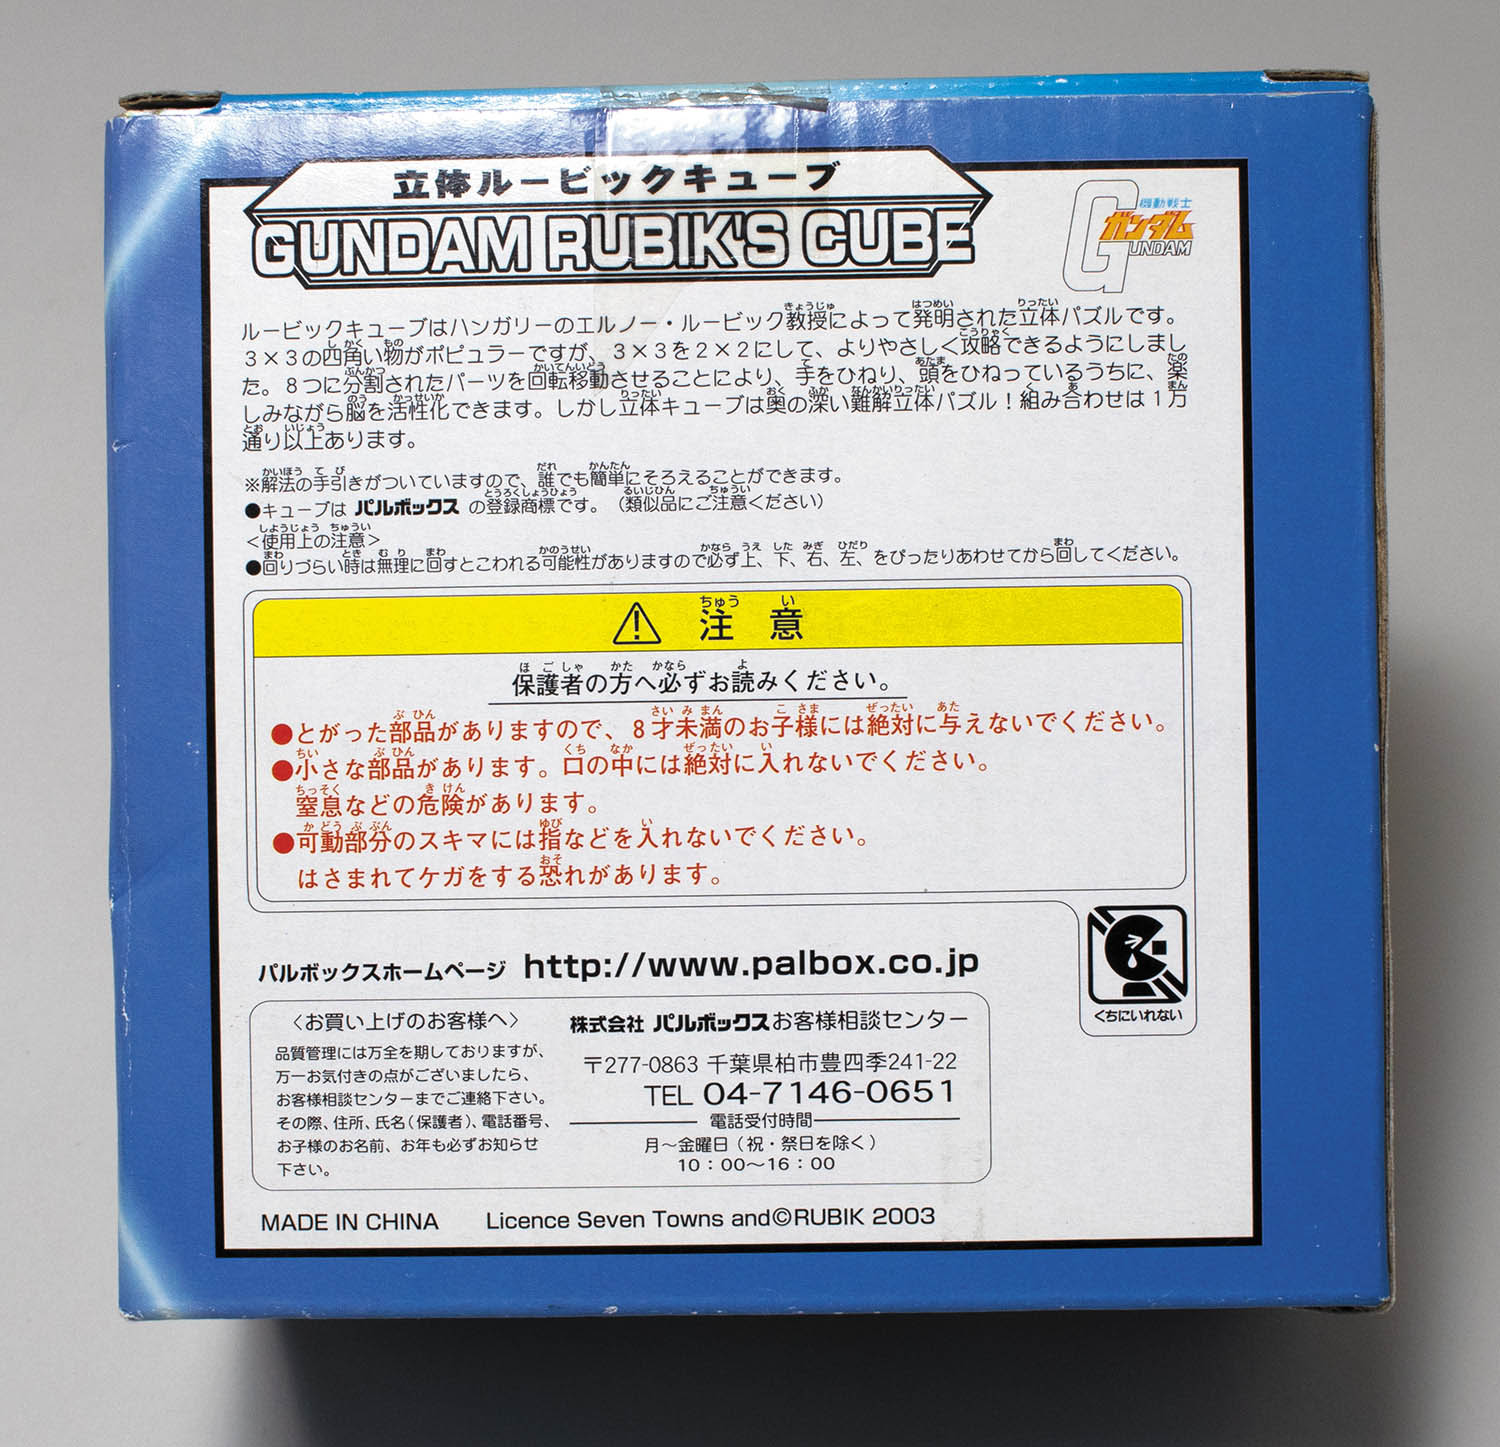 立体ルービックキューブ
GUNDAM RUBIK'S CUBE
機動戦士
ガンダム
GUNDAM
ルービックキューブはハンガリーのエルノー・ルービック教授によって発明された立体パズルです。
3×3の四角い物がポピュラーですが、3×3を2×2にして、よりやさしく攻略できるようにしまし
た。8つに分割されたパーツを回転移動させることにより、手をひねり、頭をひねっているうちに、楽
しみながら脳を活性化できます。しかし立体キューブは奥の深い難解立体パズル!組み合わせは1万
通り以上あります。
※解法の手引きがついていますので、誰でも簡単にそろえることができます。
●キューブは パルボックス の登録商標です。(類似品にご注意ください)
<使用上の注意>
●回りづらい時は無理に回すとこわれる可能性がありますので必ず上、下、右、左、をぴったりあわせてから回してください。
注意
保護者の方へ必ずお読みください。
●とがった部品がありますので、8才未満のお子様には絶対に与えないでください。
●小さな部品があります。口の中には絶対に入れないでください。
窒息などの危険があります。
●可動部分のスキマには指などを入れないでください。
はさまれてケガをする恐れがあります。
くちにいれない
パルボックスホームページ http://www.palbox.co.jp
〈お買い上げのお客様へ〉
品質管理には万全を期しておりますが、
万一お気付きの点がございましたら、
お客様相談センターまでご連絡下さい。
その際、住所、氏名(保護者)、電話番号、
お子様のお名前、お年も必ずお知らせ
下さい。
株式会社 パルボックスお客様相談センター
〒277-0863 千葉県柏市豊四季241-22
TEL 04-7146-0651
電話受付時間
月〜金曜日(祝・祭日を除く)
10：00〜16：00
MADE IN CHINA Licence Seven Towns and©RUBIK 2003